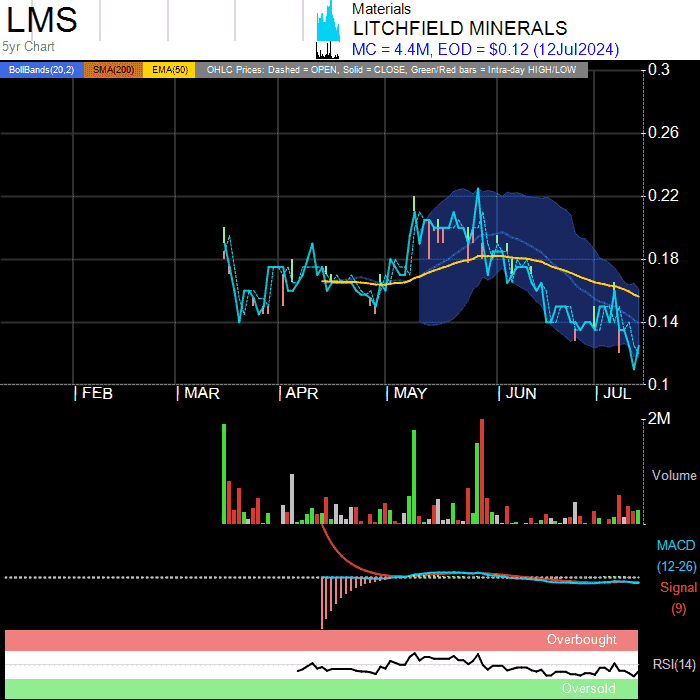 LMS
5yr Chart
Materials
LITCHFIELD MINERALS
MC = 4.4M, EOD = $0.12 (12Jul2024)
BollBands(20,2) SMA(200) EMA(50) OHLC Prices: Dashed = OPEN, Solid = CLOSE, Green/Red bars = Intra-day HIGH/LOW
0.3
0.26
0.22
0.18
0.14
0.1
FEB MAR APR MAY JUN JUL
2M
Volume
MACD
(12-26)
Signal
(9)
Overbought
RSI(14)
Oversold